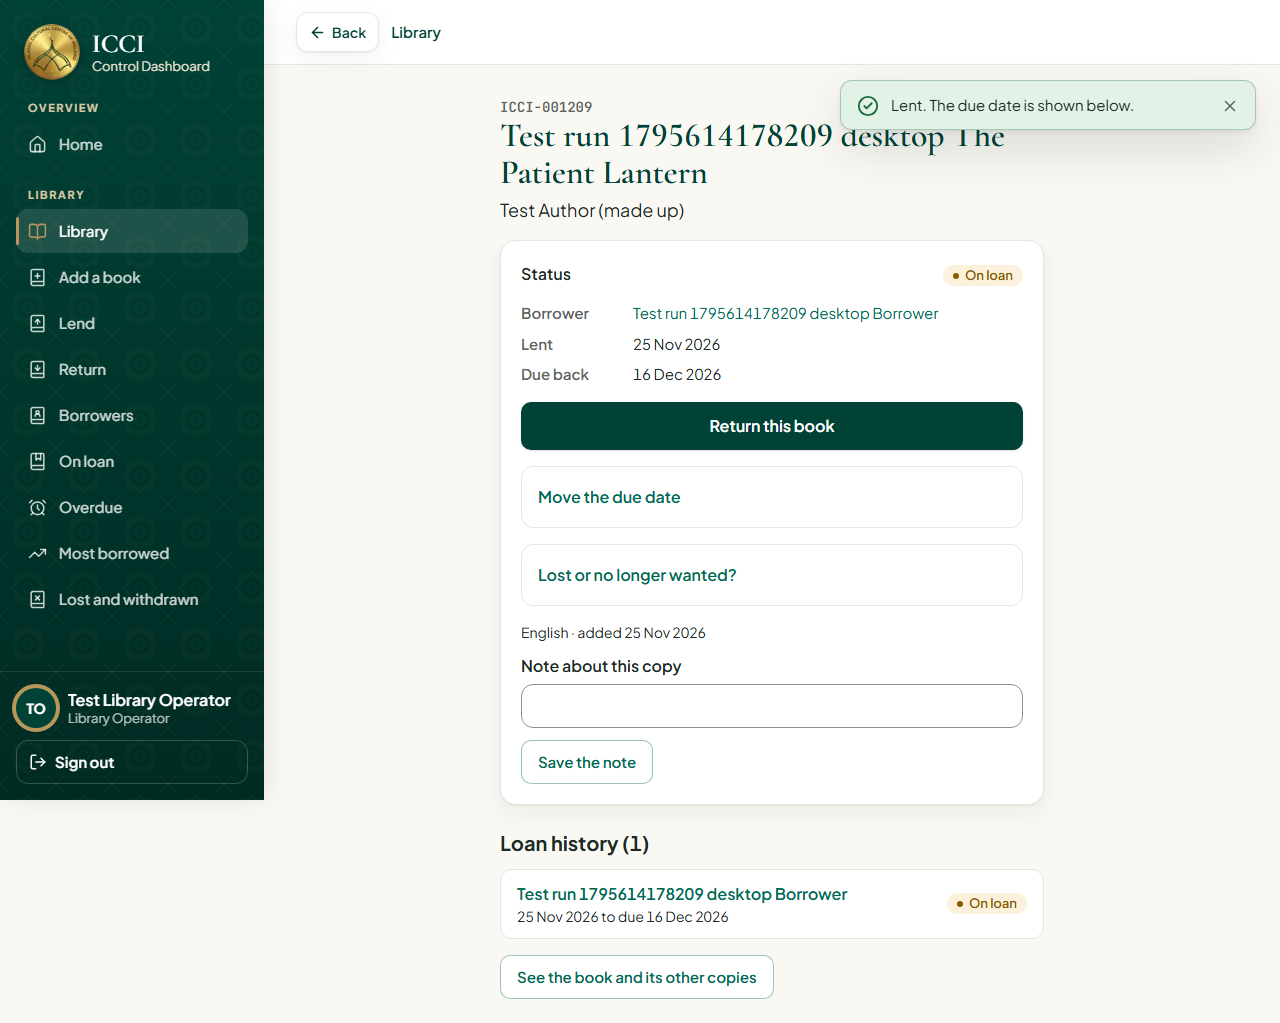 ICCI
Control Dashboard
OVERVIEW
Home
LIBRARY
Library
Add a book
Lend
Return
Borrowers
On loan
Overdue
Most borrowed
Lost and withdrawn
TO
Test Library Operator
Library Operator
Sign out
Back
Library
Lent. The due date is shown below.
ICCI-001209
Test run 1795614178209 desktop The
Patient Lantern
Test Author (made up)
Status
On loan
Borrower
Test run 1795614178209 desktop Borrower
Lent
25 Nov 2026
Due back
16 Dec 2026
Return this book
Move the due date
Lost or no longer wanted?
English · added 25 Nov 2026
Note about this copy
Save the note
Loan history (1)
Test run 1795614178209 desktop Borrower
25 Nov 2026 to due 16 Dec 2026
On loan
See the book and its other copies